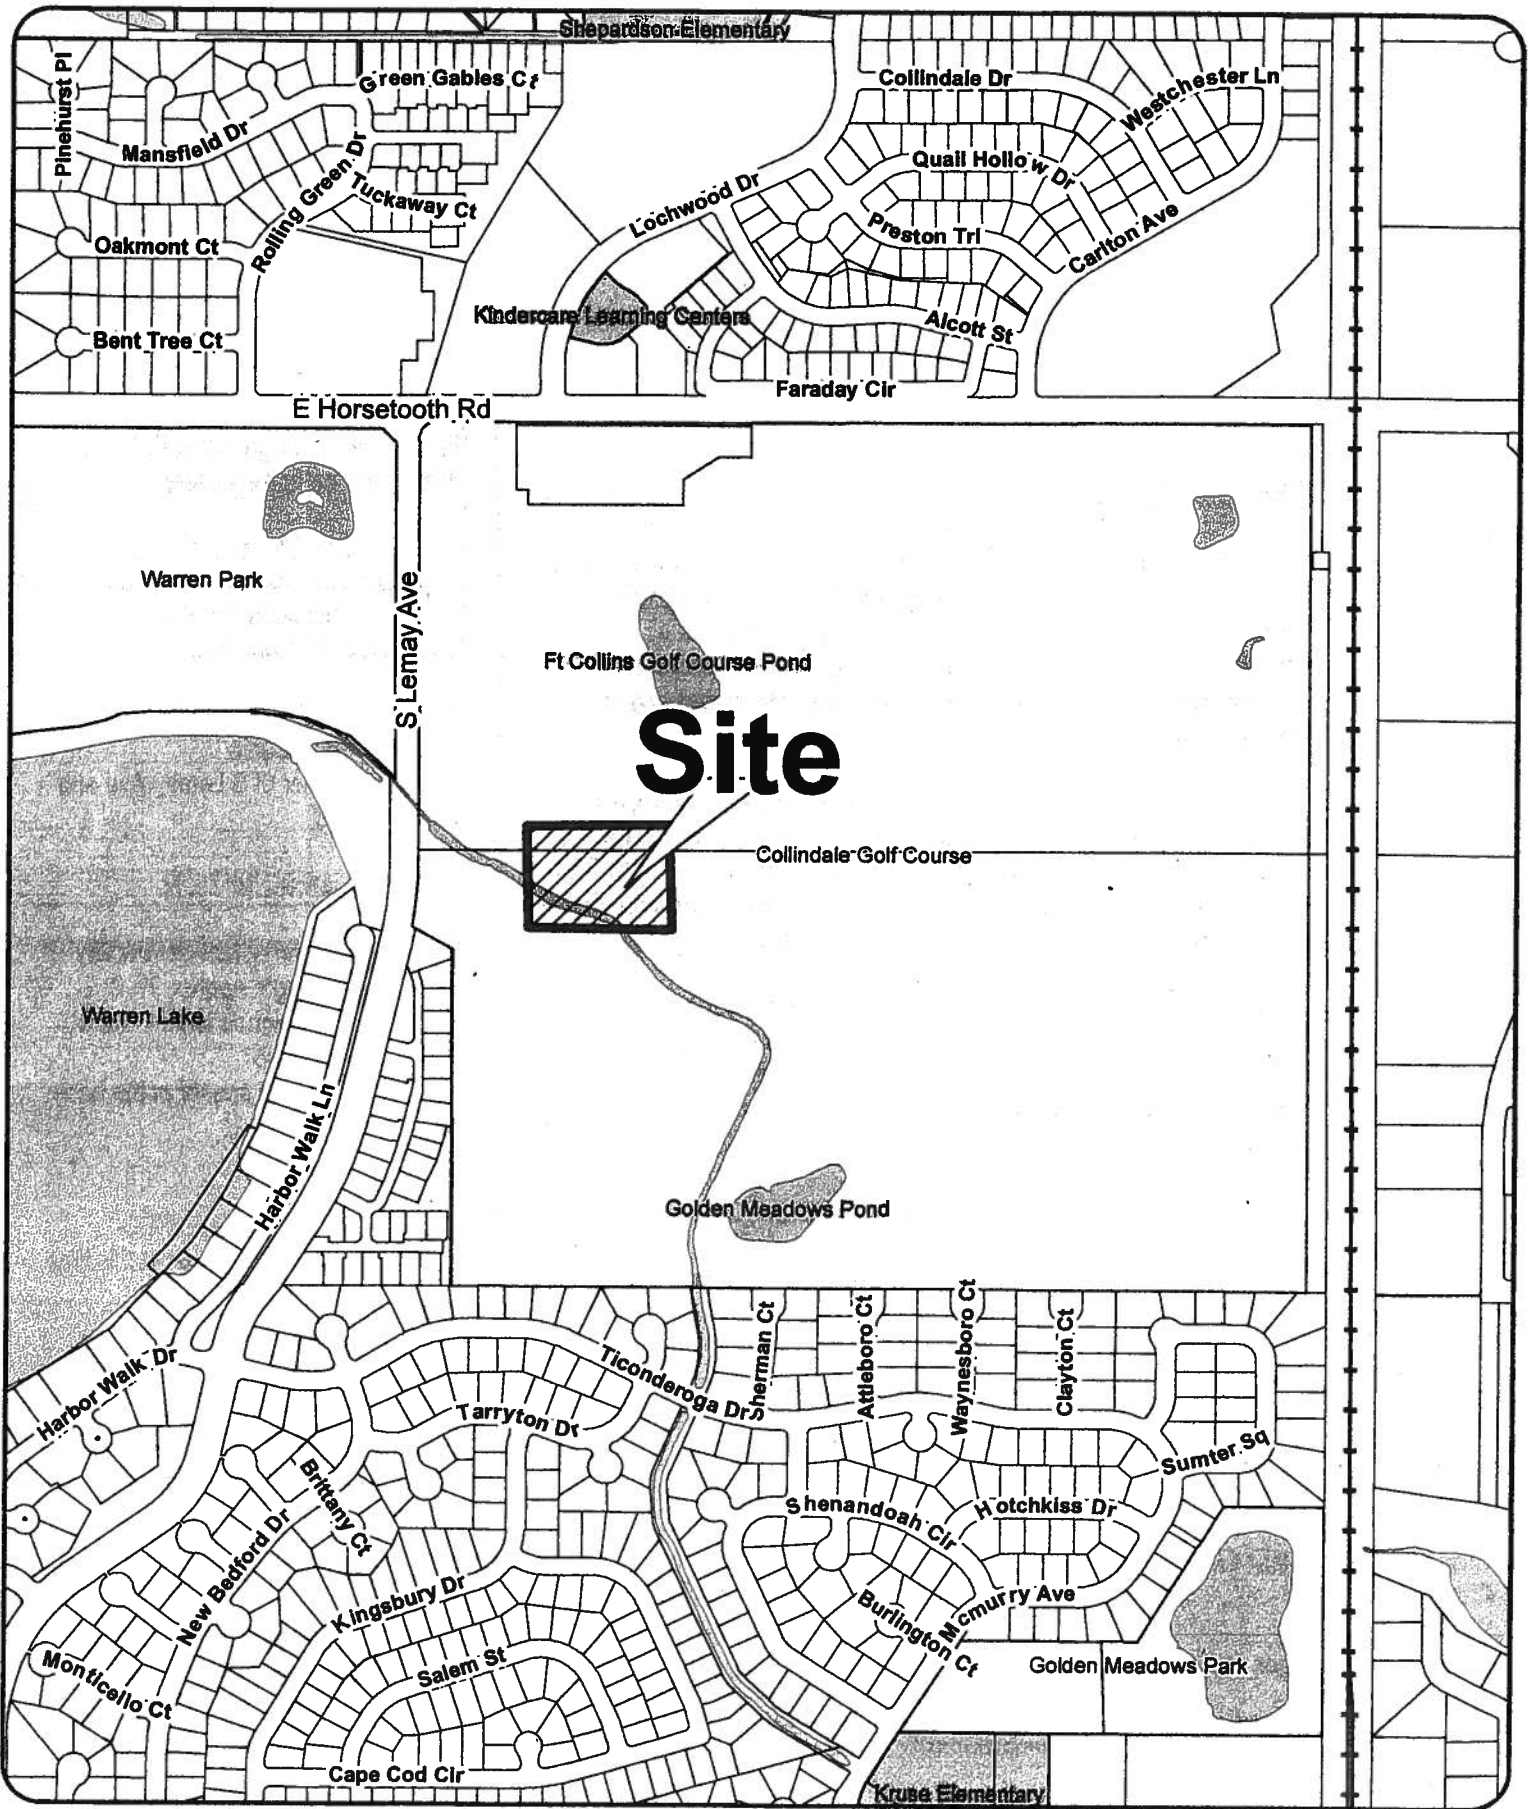 Shepardson Elementary
Pinehurst Pl
Green Gables Ct
Collindale Dr
Westchester Ln
Mansfield Dr
Quail Hollow Dr
Rolling Green Dr
Tuckaway Ct
Lochwood Dr
Preston Trl
Carlton Ave
Oakmont Ct
Kindercare Learning Centers
Alcott St
Bent Tree Ct
Faraday Cir
E Horsetooth Rd
Warren Park
S Lemay Ave
Ft Collins Golf Course Pond
Site
Collindale Golf Course
Warren Lake
Harbor Walk Ln
Golden Meadows Pond
Harbor Walk Dr
Ticonderoga Dr
Sherman Ct
Attleboro Ct
Waynesboro Ct
Clayton Ct
Tarryton Dr
Sumter Sq
Brittany Ct
New Bedford Dr
Shenandoah Cir
Hotchkiss Dr
Kingsbury Dr
Mcmurry Ave
Burlington Ct
Salem St
Monticello Ct
Golden Meadows Park
Cape Cod Cir
Kruse Elementary